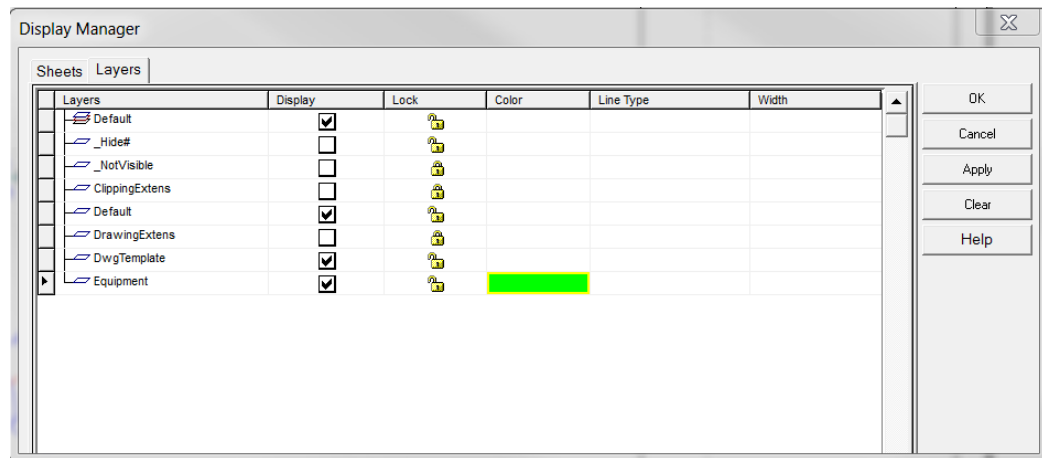 Display Manager
Sheets Layers
Layers Display Lock Color Line Type Width
Default
_Hide#
_NotVisible
ClippingExtens
Default
DrawingExtens
DwgTemplate
Equipment
OK
Cancel
Apply
Clear
Help